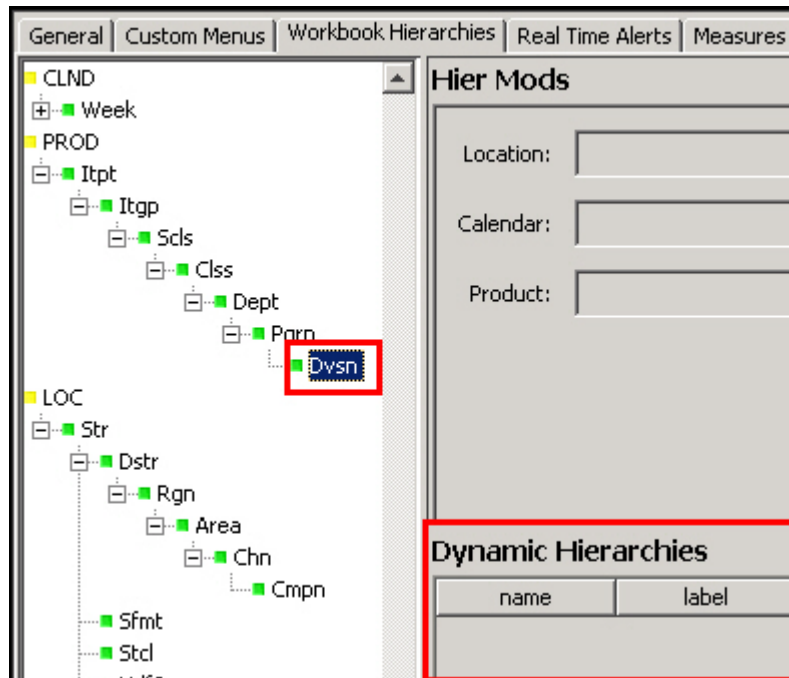 General Custom Menus Workbook Hierarchies Real Time Alerts Measures
CLND
Week
PROD
Itpt
Itgp
Scls
Clss
Dept
Dvsn
LOC
Str
Dstr
Rgn
Area
Chn
Cmpn
Sfmt
Stcl
Hier Mods
Location:
Calendar:
Product:
Dynamic Hierarchies
name label